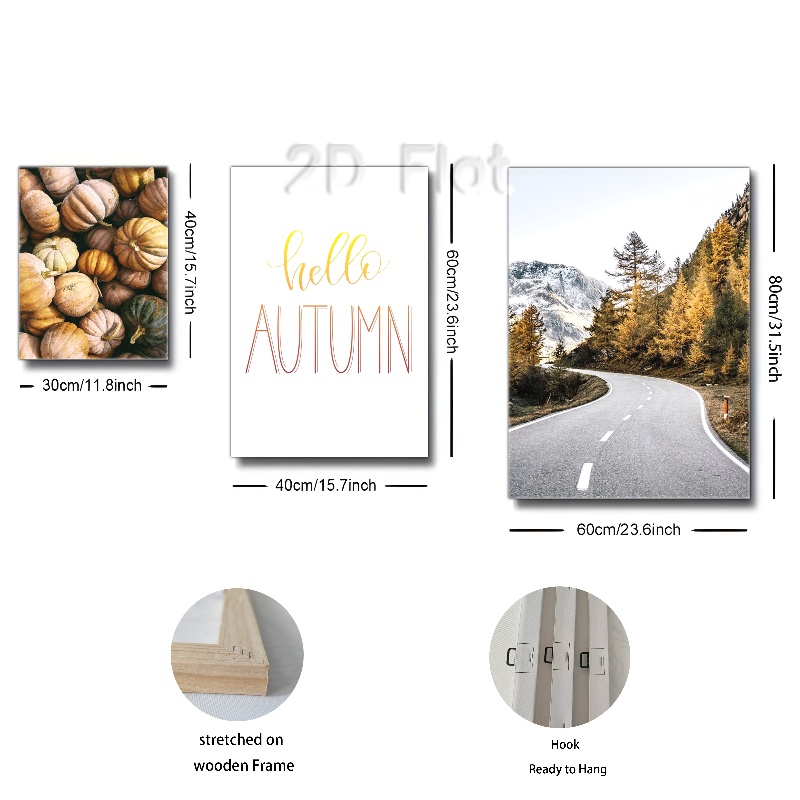 2D Flat
hello
AUTUMN
40cm/15.7inch
30cm/11.8inch
60cm/23.6inch
40cm/15.7inch
80cm/31.5inch
60cm/23.6inch
stretched on
wooden Frame
Hook
Ready to Hang